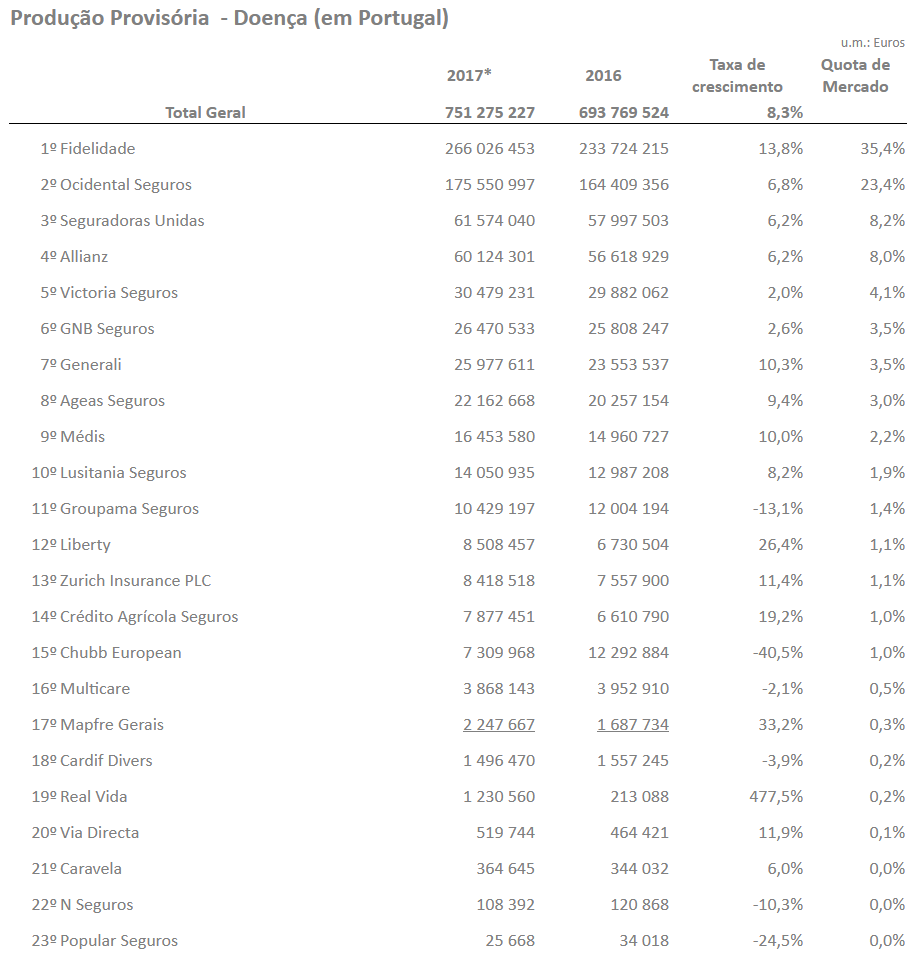 Produção Provisória - Doença (em Portugal)
u.m.: Euros
2017* 2016 Taxa de crescimento Quota de Mercado
Total Geral 751 275 227 693 769 524 8,3%
1º Fidelidade 266 026 453 233 724 215 13,8% 35,4%
2º Ocidental Seguros 175 550 997 164 409 356 6,8% 23,4%
3º Seguradoras Unidas 61 574 040 57 997 503 6,2% 8,2%
4º Allianz 60 124 301 56 618 929 6,2% 8,0%
5º Victoria Seguros 30 479 231 29 882 062 2,0% 4,1%
6º GNB Seguros 26 470 533 25 808 247 2,6% 3,5%
7º Generali 25 977 611 23 553 537 10,3% 3,5%
8º Ageas Seguros 22 162 668 20 257 154 9,4% 3,0%
9º Médis 16 453 580 14 960 727 10,0% 2,2%
10º Lusitania Seguros 14 050 935 12 987 208 8,2% 1,9%
11º Groupama Seguros 10 429 197 12 004 194 -13,1% 1,4%
12º Liberty 8 508 457 6 730 504 26,4% 1,1%
13º Zurich Insurance PLC 8 418 518 7 557 900 11,4% 1,1%
14º Crédito Agrícola Seguros 7 877 451 6 610 790 19,2% 1,0%
15º Chubb European 7 309 968 12 292 884 -40,5% 1,0%
16º Multicare 3 868 143 3 952 910 -2,1% 0,5%
17º Mapfre Gerais 2 247 667 1 687 734 33,2% 0,3%
18º Cardif Divers 1 496 470 1 557 245 -3,9% 0,2%
19º Real Vida 1 230 560 213 088 477,5% 0,2%
20º Via Directa 519 744 464 421 11,9% 0,1%
21º Caravela 364 645 344 032 6,0% 0,0%
22º N Seguros 108 392 120 868 -10,3% 0,0%
23º Popular Seguros 25 668 34 018 -24,5% 0,0%